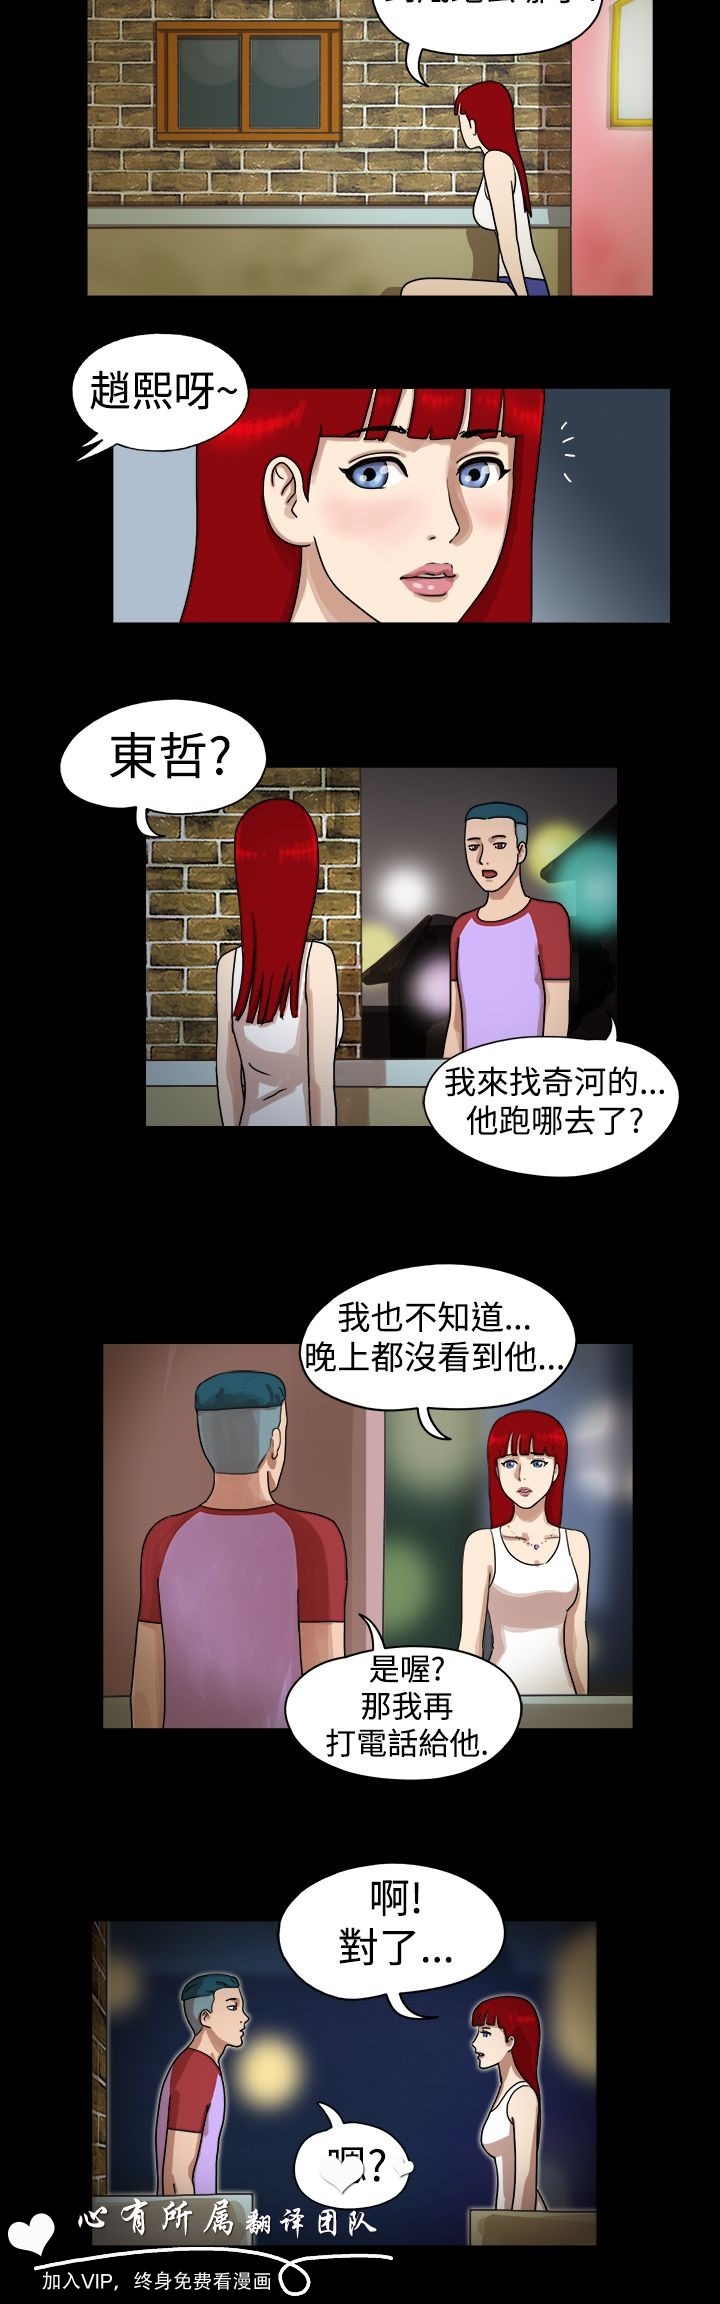 趙熙呀~
東哲?
我來找奇河的...
他跑哪去了?
我也不知道...
晚上都沒看到他...
是喔?
那我再
打電話給他.
啊!
對了...
嗯?
心有所属翻译团队
加入VIP，终身免费看漫画